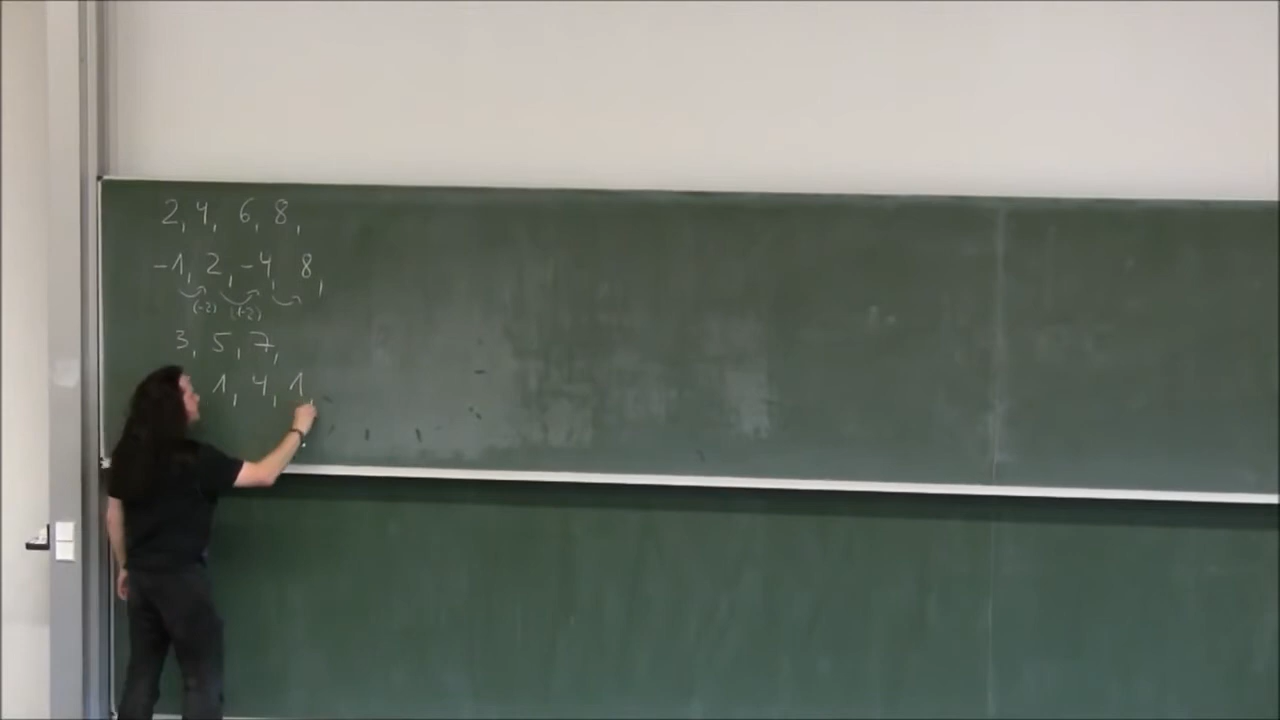 2, 4, 6, 8,
-1, 2, -4, 8,
(-2) (-2)
3, 5, 7,
1, 4, 1,